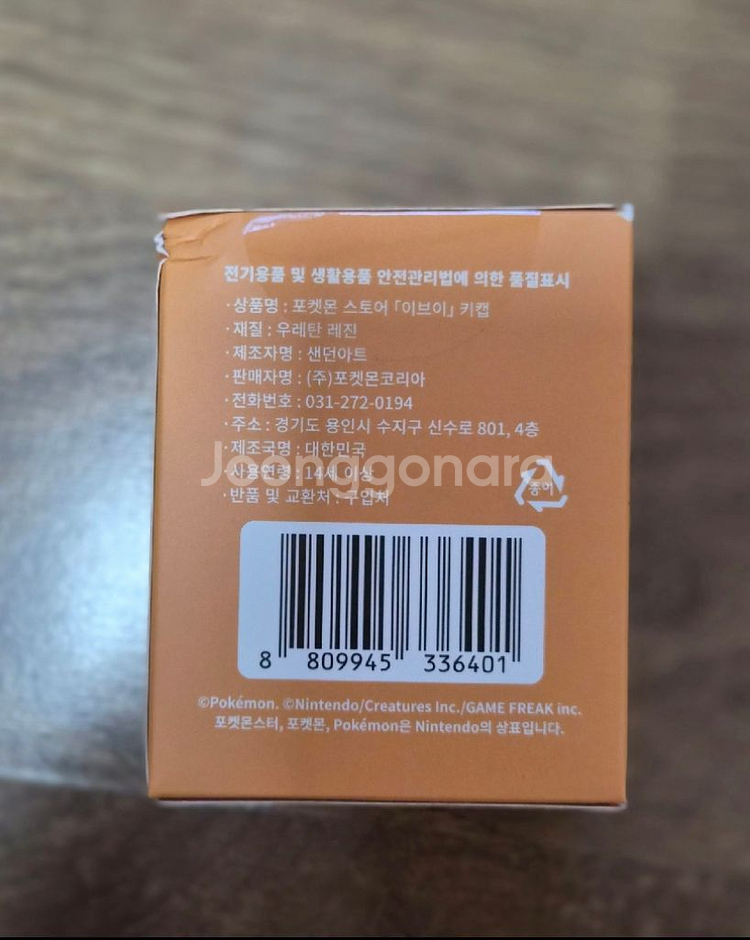 전기용품 및 생활용품 안전관리법에 의한 품질표시
·상품명 : 포켓몬 스토어 「이브이」 키캡
·재질 : 우레탄 레진
·제조자명 : 샌던아트
·판매자명 : (주)포켓몬코리아
·전화번호 : 031-272-0194
·주소 : 경기도 용인시 수지구 신수로 801, 4층
·제조국명 : 대한민국
Joonggonara
·사용연령 : 14세 이상
종이
·반품 및 교환처 : 구입처
8 809945 336401
©Pokémon. ©Nintendo/Creatures Inc./GAME FREAK inc.
포켓몬스터, 포켓몬, Pokémon은 Nintendo의 상표입니다.